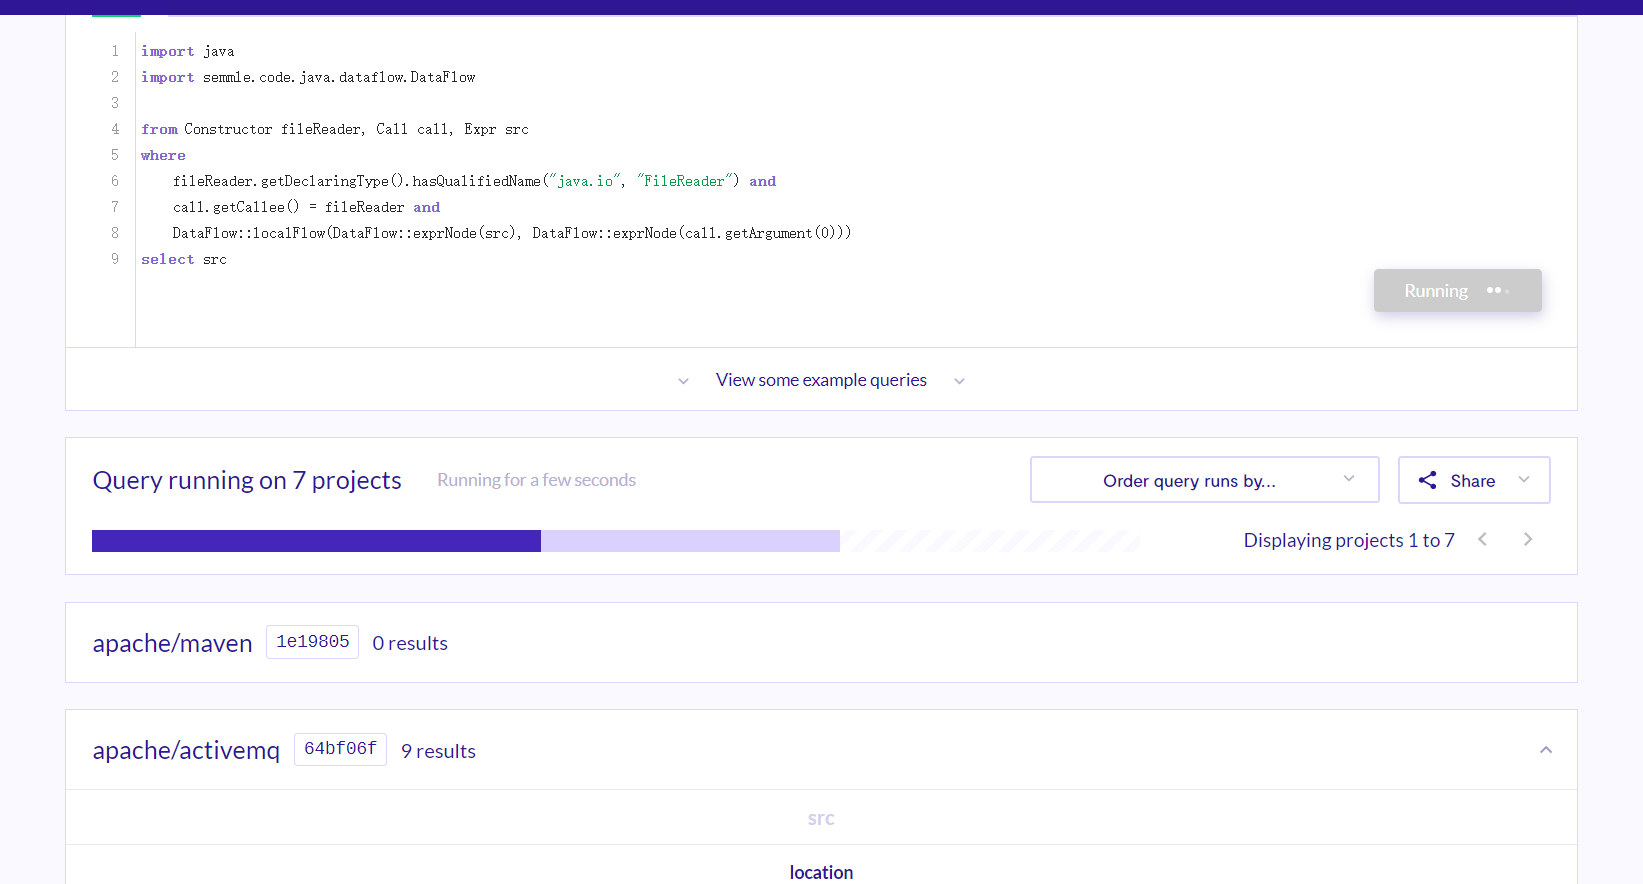 1 import java
2 import semmle.code.java.dataflow.DataFlow
3
4 from Constructor fileReader, Call call, Expr src
5 where
6 fileReader.getDeclaringType().hasQualifiedName("java.io", "FileReader") and
7 call.getCallee() = fileReader and
8 DataFlow::localFlow(DataFlow::exprNode(src), DataFlow::exprNode(call.getArgument(0)))
9 select src
Running
View some example queries
Query running on 7 projects Running for a few seconds Order query runs by... Share
Displaying projects 1 to 7
apache/maven 1e19805 0 results
apache/activemq 64bf06f 9 results
src
location